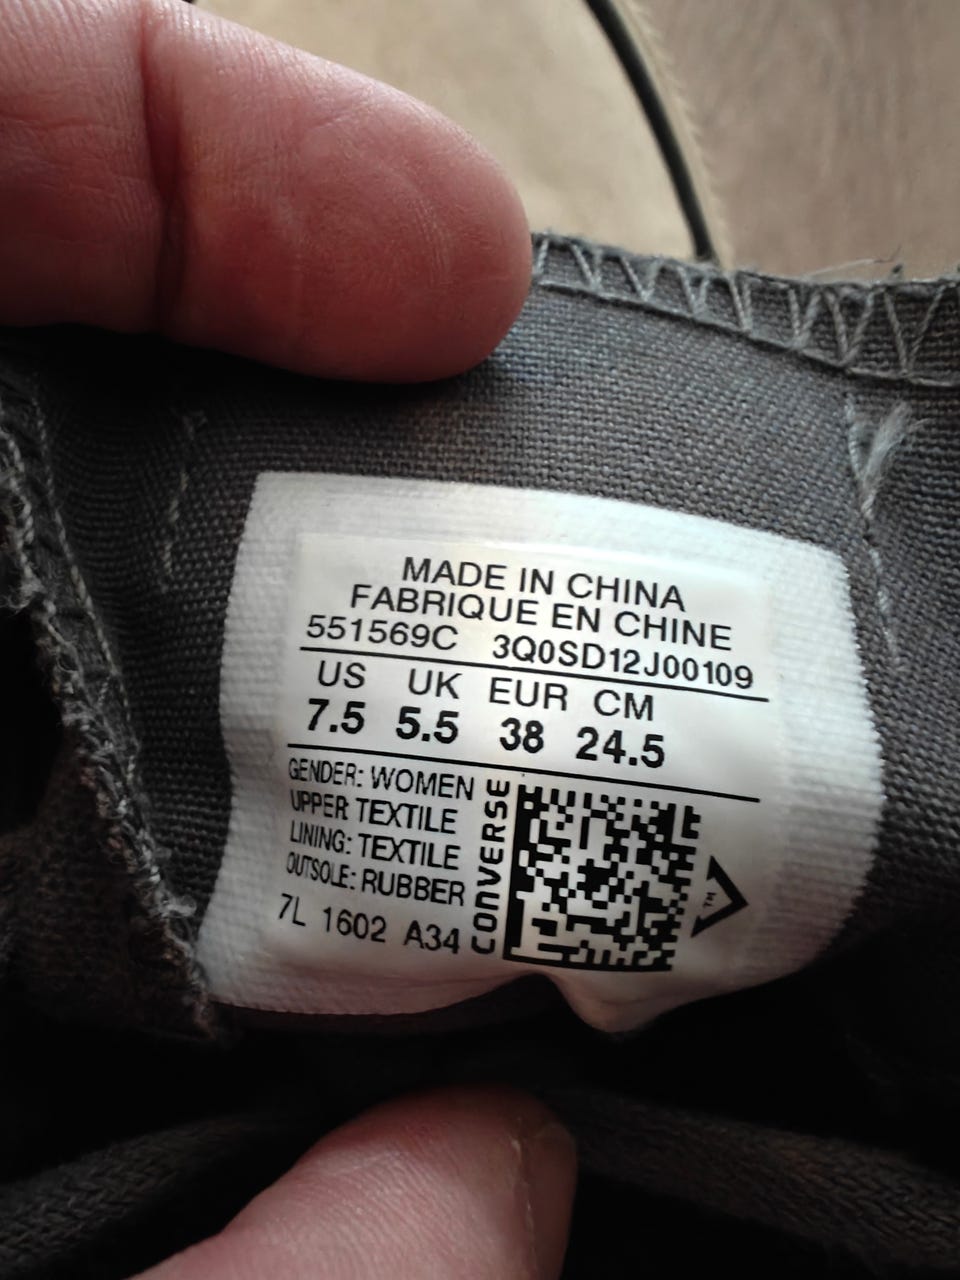 MADE IN CHINA
FABRIQUE EN CHINE
551569C 3Q0SD12J00109
US UK EUR CM
7.5 5.5 38 24.5
GENDER: WOMEN
UPPER: TEXTILE
LINING: TEXTILE
OUTSOLE: RUBBER
7L 1602 A34
CONVERSE
TM